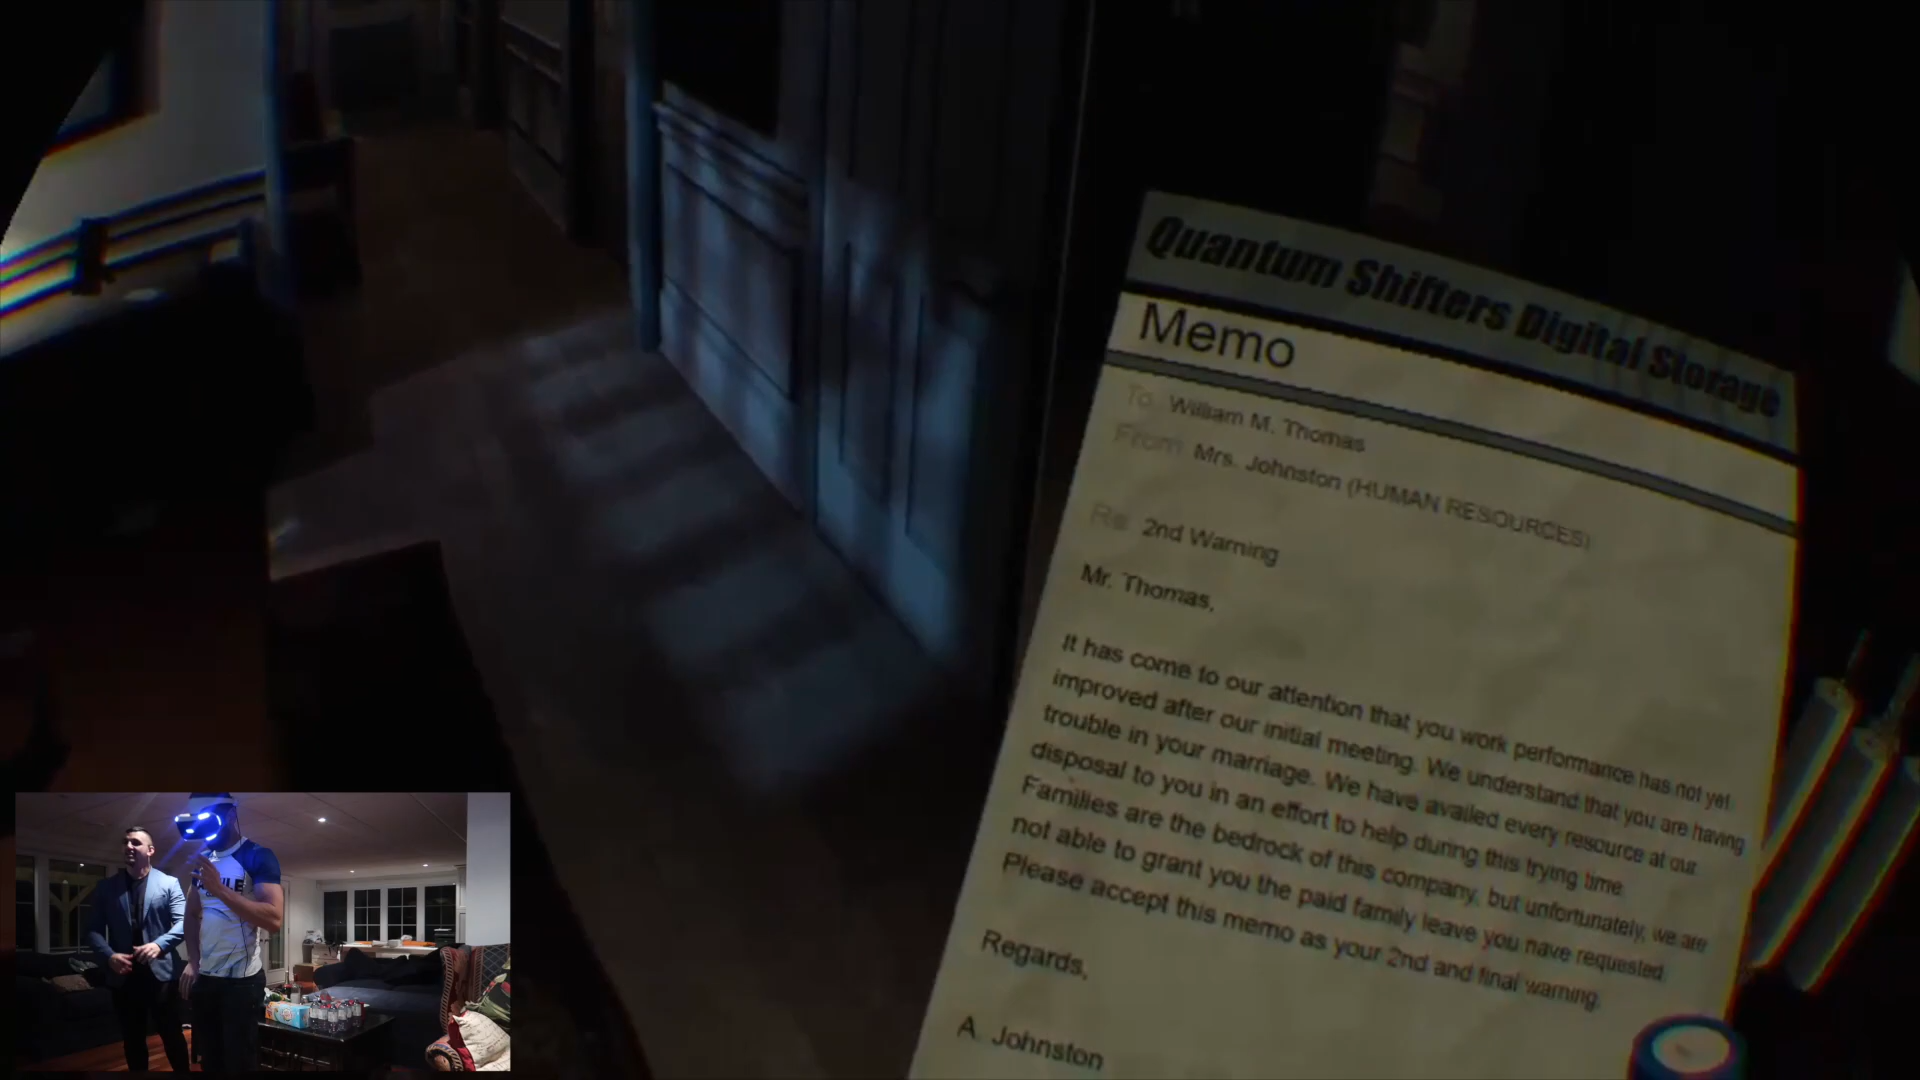 Quantum Shifters Digital Storage
Memo
To William M. Thomas
From Mrs. Johnston (HUMAN RESOURCES)
Re 2nd Warning
Mr. Thomas,
It has come to our attention that you work performance has not yet
improved after our initial meeting. We understand that you are having
trouble in your marriage. We have availed every resource at our
disposal to you in an effort to help during this trying time.
Families are the bedrock of this company, but unfortunately, we are
not able to grant you the paid family leave you have requested.
Please accept this memo as your 2nd and final warning.
Regards,
A. Johnston